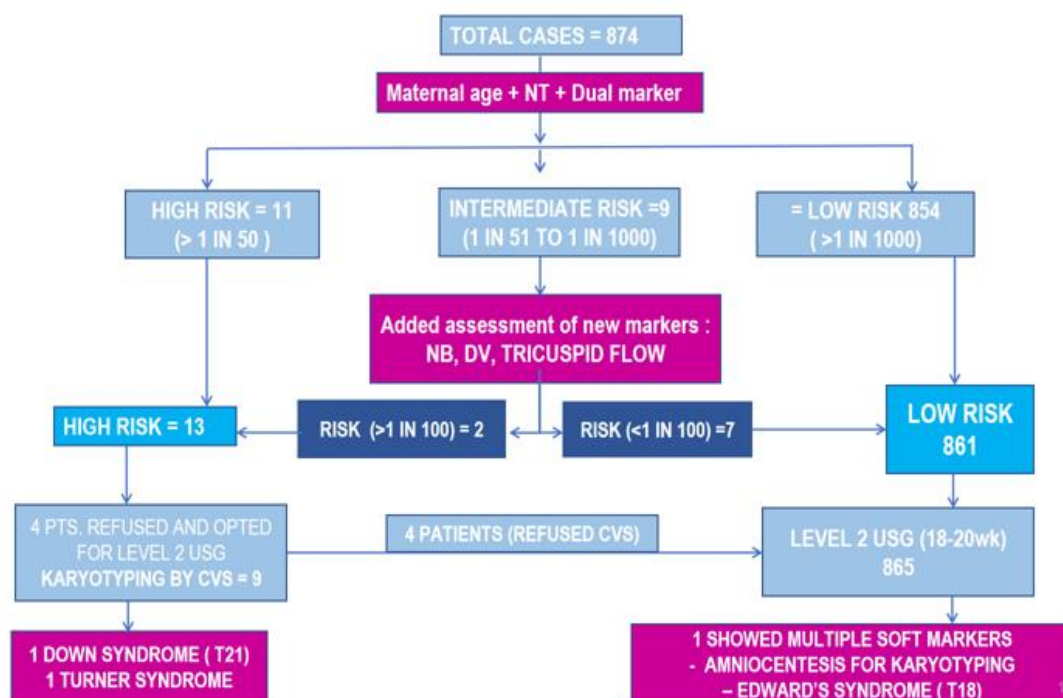 TOTAL CASES = 874
Maternal age + NT + Dual marker
HIGH RISK = 11
(> 1 IN 50 )
INTERMEDIATE RISK =9
(1 IN 51 TO 1 IN 1000)
= LOW RISK 854
( >1 IN 1000)
Added assessment of new markers :
NB, DV, TRICUSPID FLOW
HIGH RISK = 13
RISK (>1 IN 100) = 2
RISK (<1 IN 100) =7
LOW RISK
861
4 PTS. REFUSED AND OPTED
FOR LEVEL 2 USG
KARYOTYPING BY CVS = 9
4 PATIENTS (REFUSED CVS)
LEVEL 2 USG (18-20wk)
865
1 DOWN SYNDROME ( T21)
1 TURNER SYNDROME
1 SHOWED MULTIPLE SOFT MARKERS
- AMNIOCENTESIS FOR KARYOTYPING
– EDWARD'S SYNDROME ( T18)